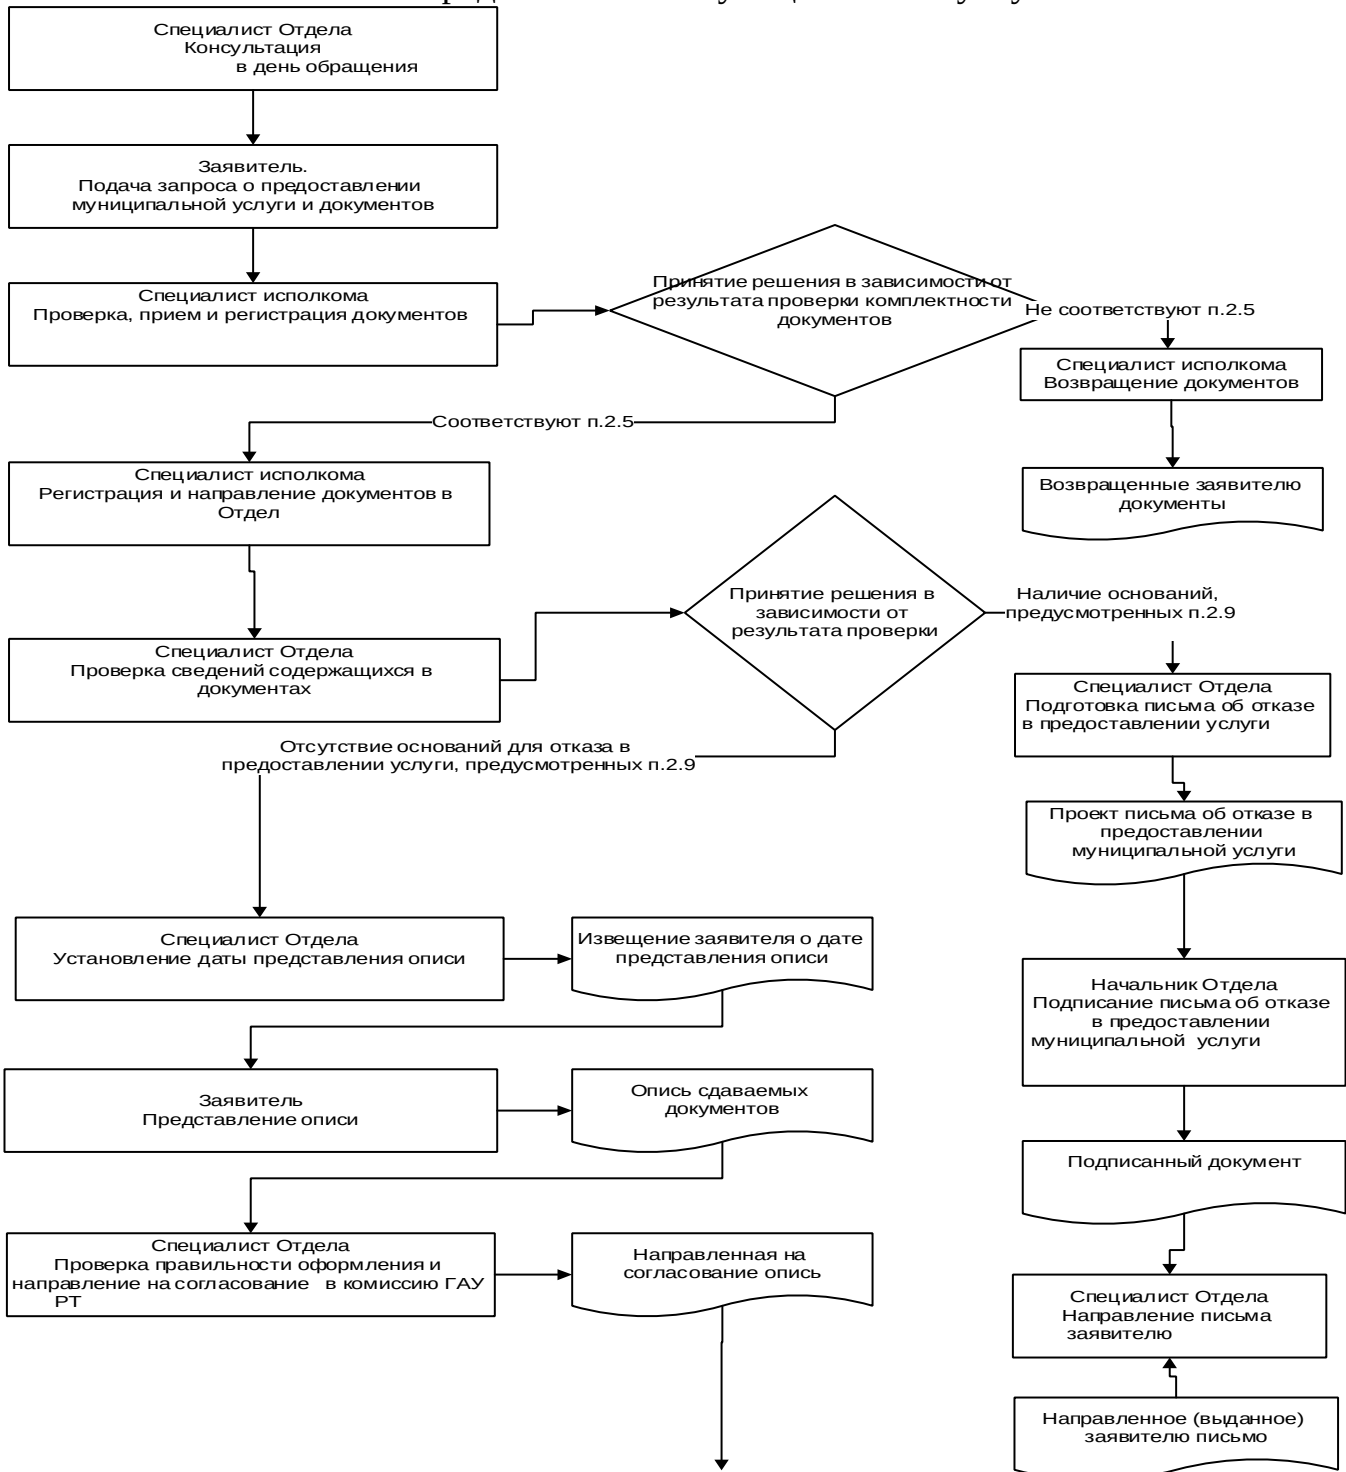 Специалист Отдела
Консультация
в день обращения
Заявитель.
Подача запроса о предоставлении
муниципальной услуги и документов
Специалист исполкома
Проверка, прием и регистрация документов
Принятие решения в зависимости от
результата проверки комплектности
документов
Не соответствуют п.2.5
Специалист исполкома
Возвращение документов
Соответствуют п.2.5
Специалист исполкома
Регистрация и направление документов в
Отдел
Возвращенные заявителю
документы
Принятие решения в
зависимости от
результата проверки
Наличие оснований,
предусмотренных п.2.9
Специалист Отдела
Проверка сведений содержащихся в
документах
Специалист Отдела
Подготовка письма об отказе
в предоставлении услуги
Отсутствие оснований для отказа в
предоставлении услуги, предусмотренных п.2.9
Проект письма об отказе в
предоставлении
муниципальной услуги
Специалист Отдела
Установление даты представления описи
Извещение заявителя о дате
представления описи
Начальник Отдела
Подписание письма об отказе
в предоставлении
муниципальной услуги
Заявитель
Представление описи
Опись сдаваемых
документов
Подписанный документ
Специалист Отдела
Проверка правильности оформления и
направление на согласование в комиссию ГАУ
РТ
Направленная на
согласование опись
Специалист Отдела
Направление письма
заявителю
Направленное (выданное)
заявителю письмо